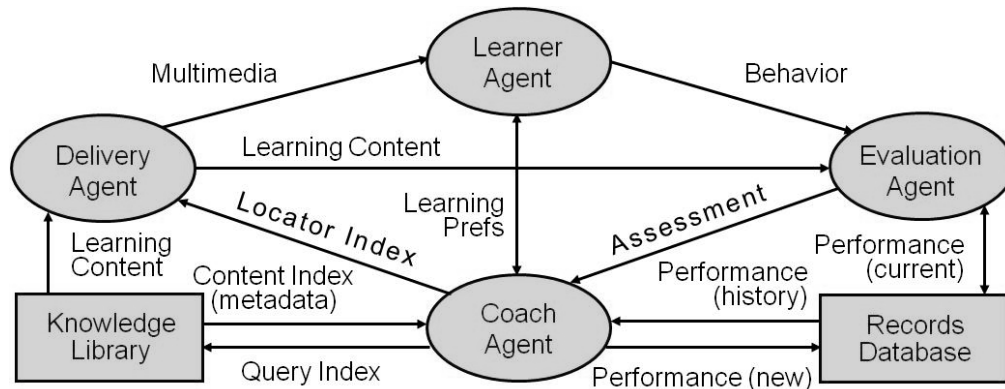 Learner
Agent
Multimedia
Behavior
Delivery
Agent
Learning Content
Evaluation
Agent
Learning
Prefs
Locator Index
Assessment
Learning
Content
Performance
(current)
Content Index
(metadata)
Performance
(history)
Knowledge
Library
Coach
Agent
Records
Database
Query Index
Performance (new)